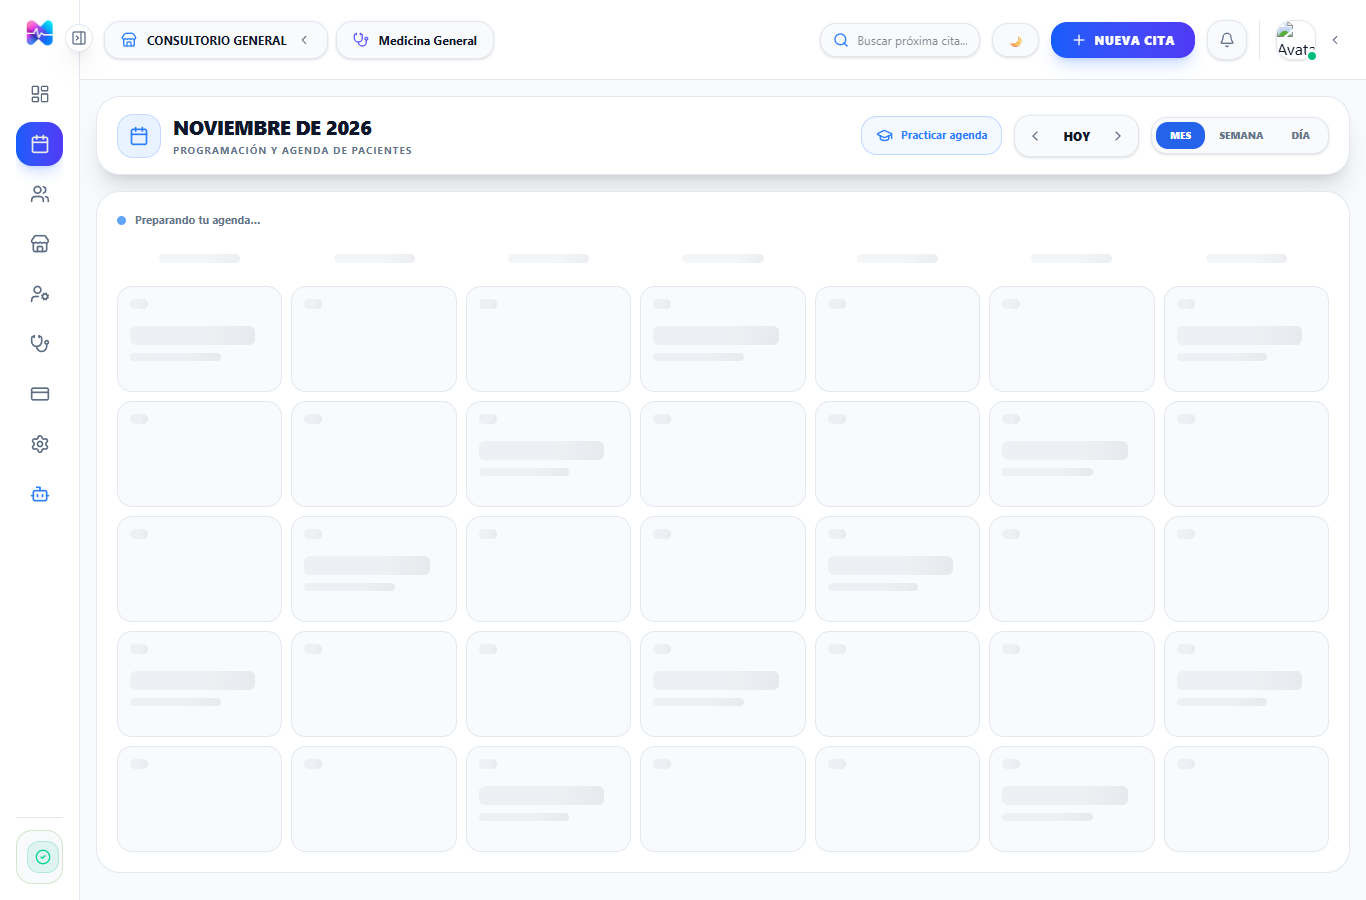 CONSULTORIO GENERAL
Medicina General
Buscar próxima cita...
NUEVA CITA
Avata
NOVIEMBRE DE 2026
PROGRAMACIÓN Y AGENDA DE PACIENTES
Practicar agenda
HOY
MES
SEMANA
DÍA
Preparando tu agenda...